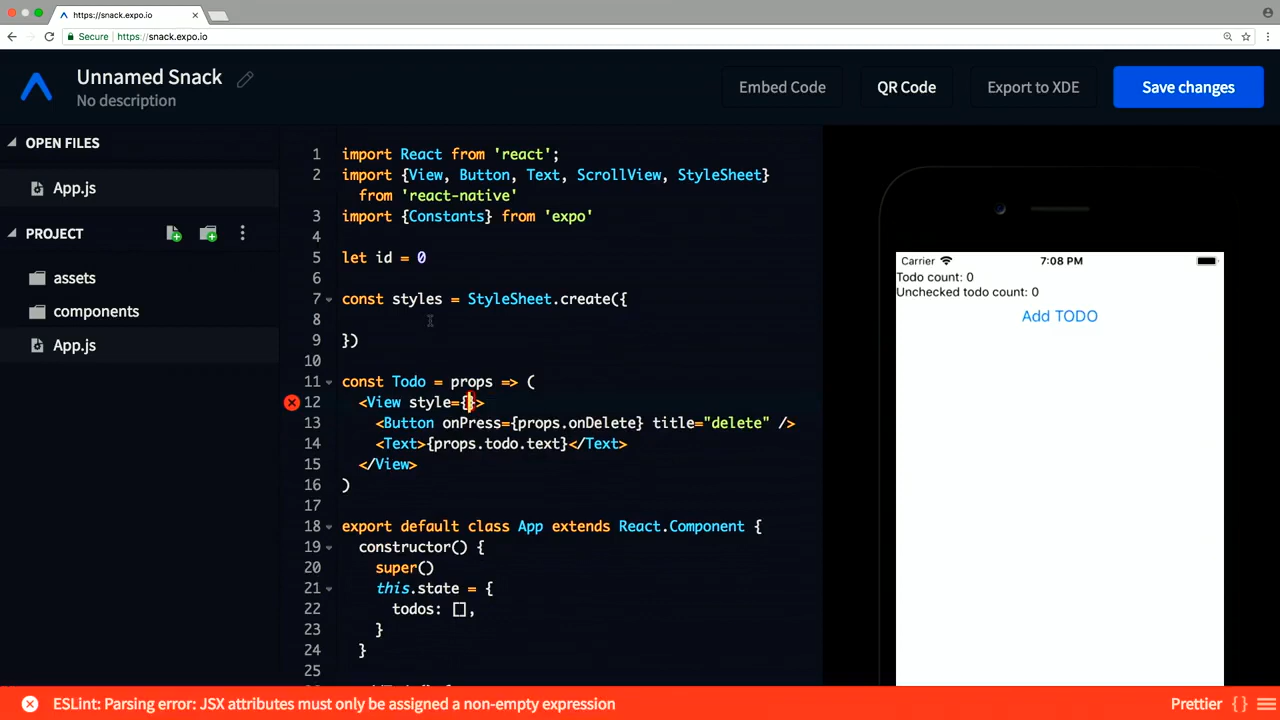 https://snack.expo.io
Secure https://snack.expo.io
Unnamed Snack
No description
Embed Code
QR Code
Export to XDE
Save changes
OPEN FILES
App.js
PROJECT
assets
components
App.js
1 import React from 'react';
2 import {View, Button, Text, ScrollView, StyleSheet}
from 'react-native'
3 import {Constants} from 'expo'
4
5 let id = 0
6
7 const styles = StyleSheet.create({
8
9 })
10
11 const Todo = props => (
12 <View style={}>
13 <Button onPress={props.onDelete} title="delete" />
14 <Text>{props.todo.text}</Text>
15 </View>
16 )
17
18 export default class App extends React.Component {
19 constructor() {
20 super()
21 this.state = {
22 todos: [],
23 }
24 }
25
Carrier 7:08 PM
Todo count: 0
Unchecked todo count: 0
Add TODO
ESLint: Parsing error: JSX attributes must only be assigned a non-empty expression
Prettier { }